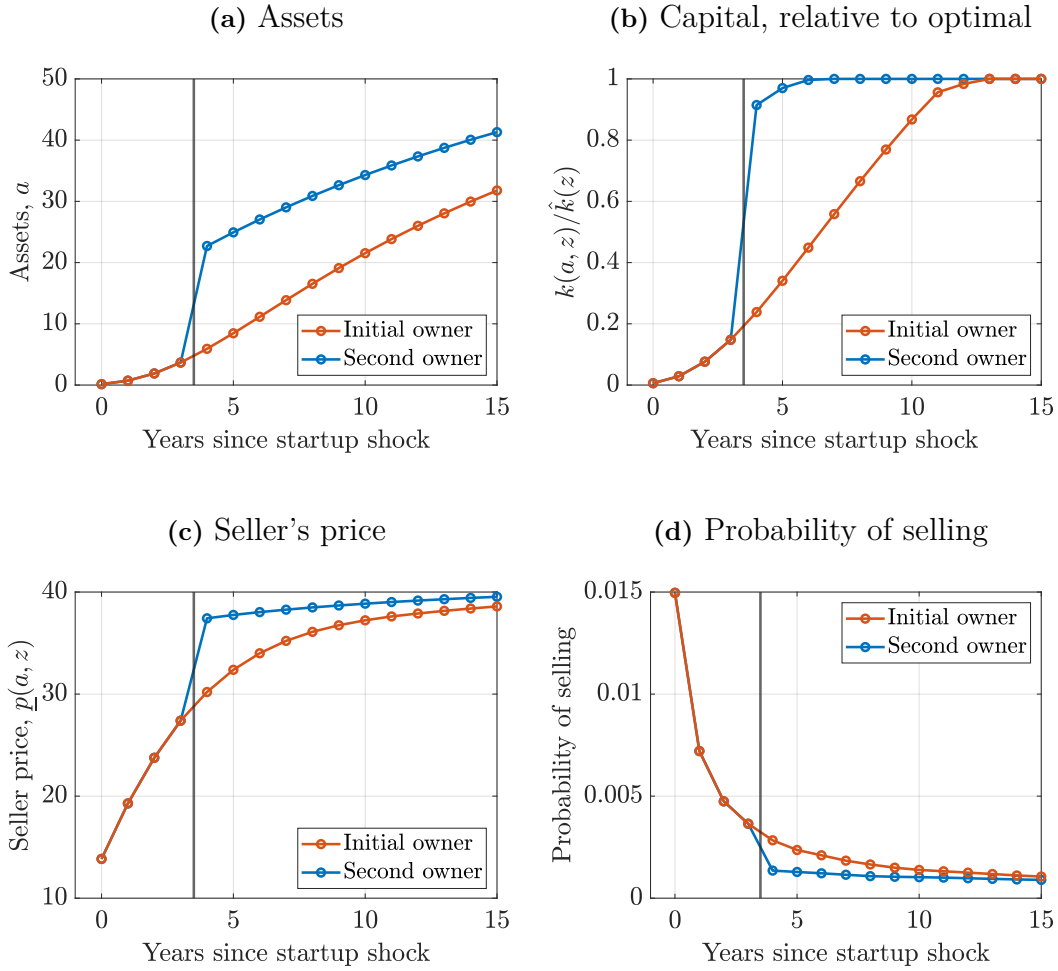 (a) Assets
50
40
30
20
10
0
Assets, a
0 5 10 15
Years since startup shock
Initial owner
Second owner
(b) Capital, relative to optimal
1
0.8
0.6
0.4
0.2
0
k(a, z)/k̂(z)
0 5 10 15
Years since startup shock
Initial owner
Second owner
(c) Seller's price
40
30
20
10
Seller price, p̲(a, z)
0 5 10 15
Years since startup shock
Initial owner
Second owner
(d) Probability of selling
0.015
0.01
0.005
0
Probability of selling
0 5 10 15
Years since startup shock
Initial owner
Second owner